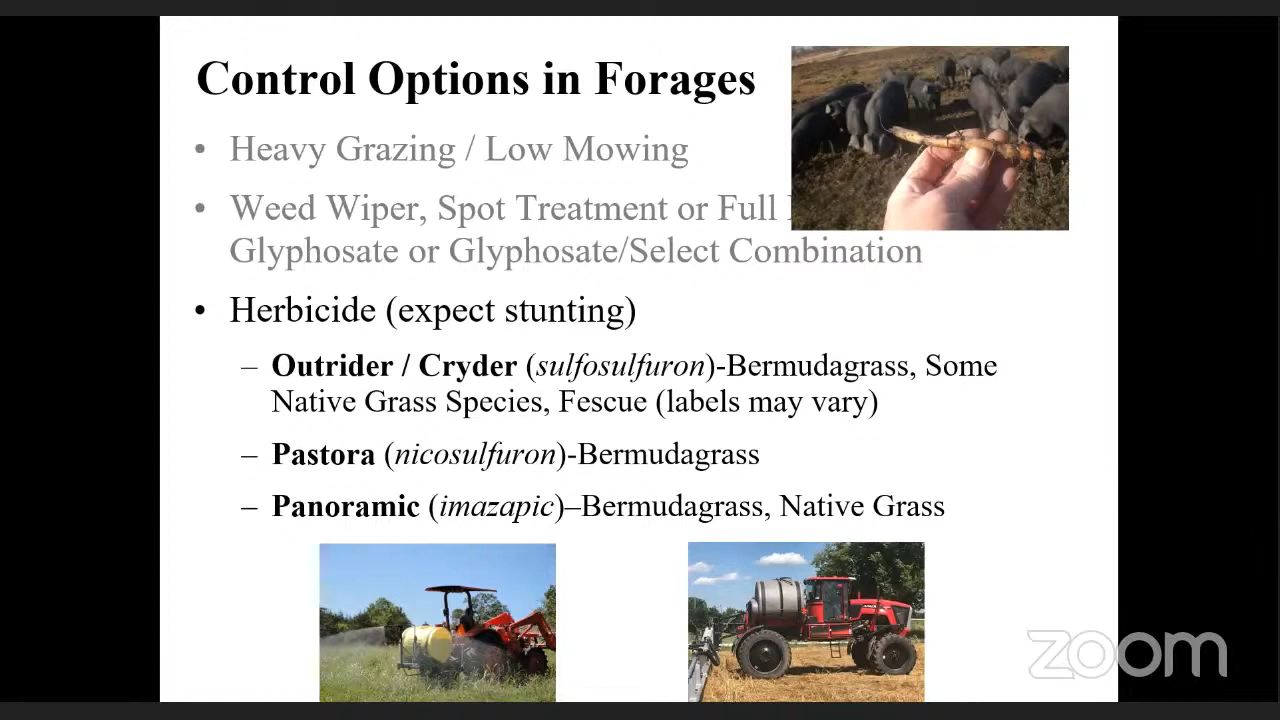 Control Options in Forages
• Heavy Grazing / Low Mowing
• Weed Wiper, Spot Treatment or Full
Glyphosate or Glyphosate/Select Combination
• Herbicide (expect stunting)
– Outrider / Cryder (sulfosulfuron)-Bermudagrass, Some
Native Grass Species, Fescue (labels may vary)
– Pastora (nicosulfuron)-Bermudagrass
– Panoramic (imazapic)–Bermudagrass, Native Grass
zoom